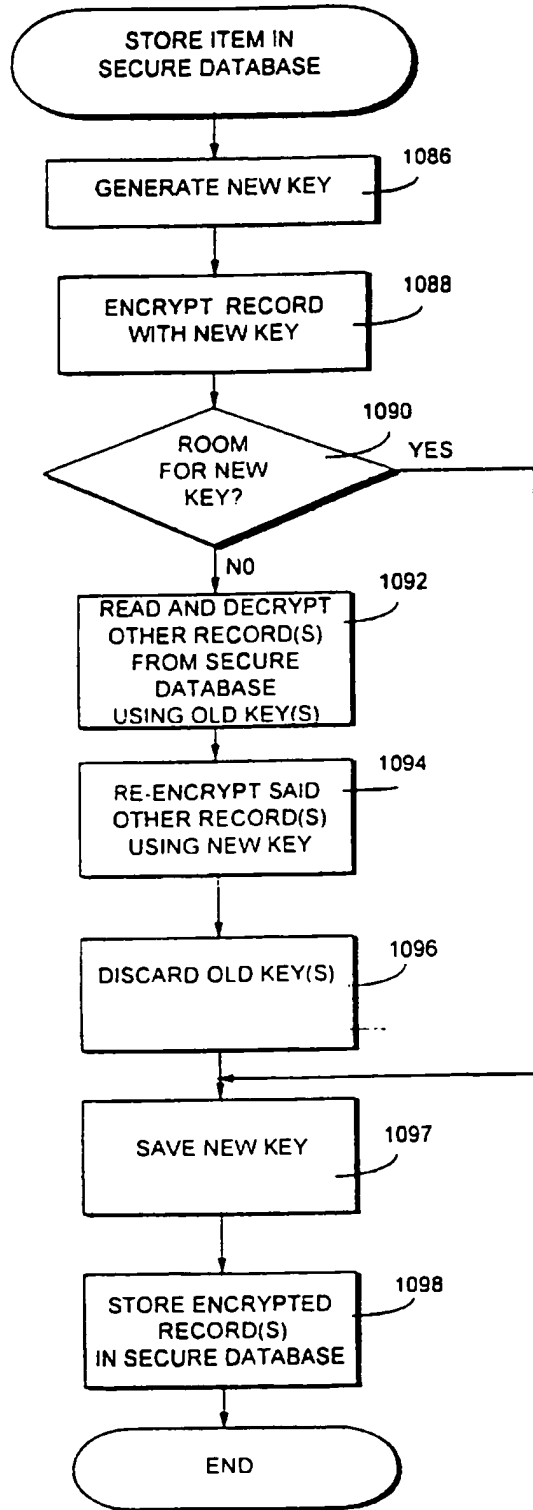 STORE ITEM IN
SECURE DATABASE
1086
GENERATE NEW KEY
1088
ENCRYPT RECORD
WITH NEW KEY
1090
ROOM
FOR NEW
KEY?
YES
NO
1092
READ AND DECRYPT
OTHER RECORD(S)
FROM SECURE
DATABASE
USING OLD KEY(S)
1094
RE-ENCRYPT SAID
OTHER RECORD(S)
USING NEW KEY
1096
DISCARD OLD KEY(S)
1097
SAVE NEW KEY
1098
STORE ENCRYPTED
RECORD(S)
IN SECURE DATABASE
END